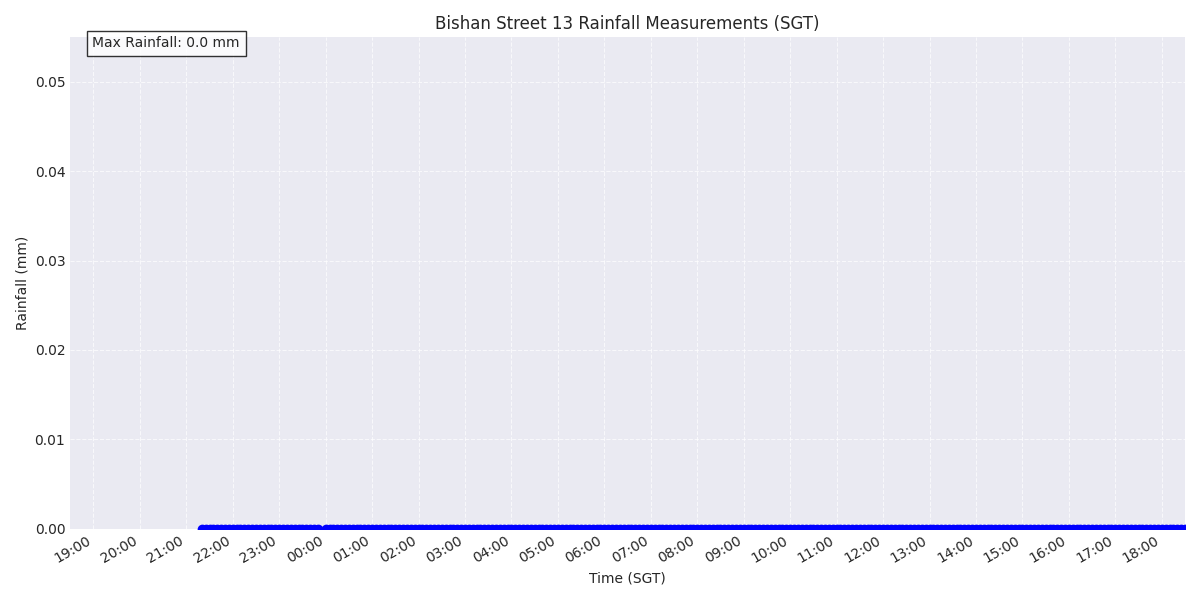 Bishan Street 13 Rainfall Measurements (SGT)
Max Rainfall: 0.0 mm
0.05
0.04
0.03
0.02
0.01
0.00
Rainfall (mm)
19:00 20:00 21:00 22:00 23:00 00:00 01:00 02:00 03:00 04:00 05:00 06:00 07:00 08:00 09:00 10:00 11:00 12:00 13:00 14:00 15:00 16:00 17:00 18:00
Time (SGT)